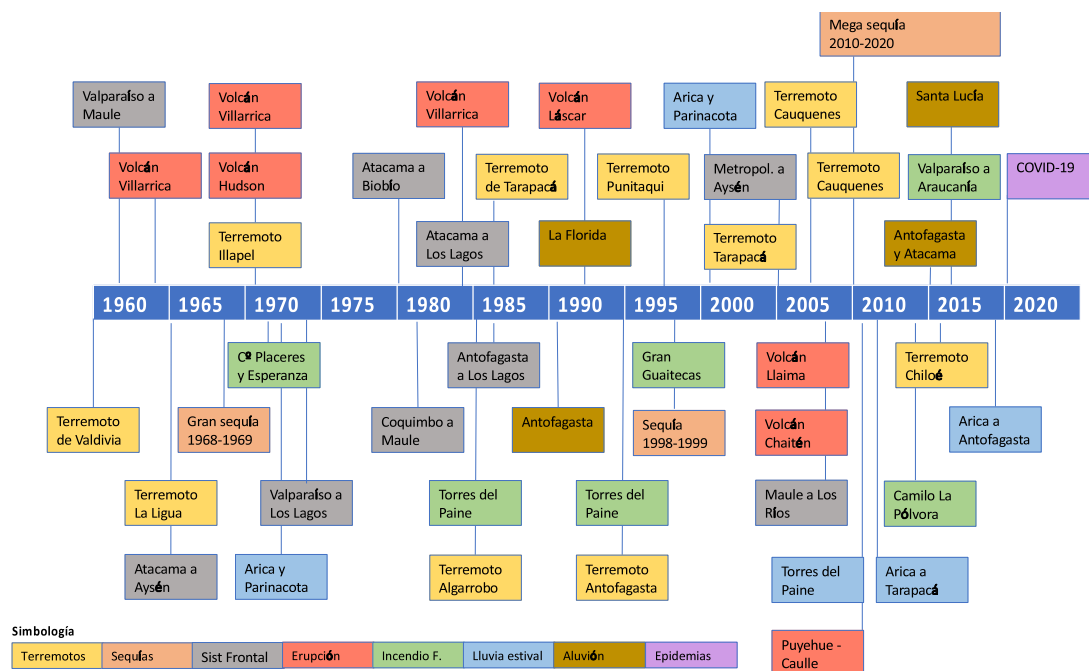 Mega sequía
2010-2020
Valparaíso a
Maule
Volcán
Villarrica
Volcán
Villarrica
Volcán
Láscar
Arica y
Parinacota
Terremoto
Cauquenes
Santa Lucía
Volcán
Villarrica
Volcán
Hudson
Atacama a
Biobío
Terremoto
de Tarapacá
Terremoto
Punitaqui
Metropol. a
Aysén
Terremoto
Cauquenes
Valparaíso a
Araucanía
COVID-19
Terremoto
Illapel
Atacama a
Los Lagos
La Florida
Terremoto
Tarapacá
Antofagasta
y Atacama
1960 1965 1970 1975 1980 1985 1990 1995 2000 2005 2010 2015 2020
Cº Placeres
y Esperanza
Antofagasta
a Los Lagos
Gran
Guaitecas
Volcán
Llaima
Terremoto
Chiloé
Terremoto
de Valdivia
Gran sequía
1968-1969
Coquimbo a
Maule
Antofagasta
Sequía
1998-1999
Volcán
Chaitén
Arica a
Antofagasta
Terremoto
La Ligua
Valparaíso a
Los Lagos
Torres del
Paine
Torres del
Paine
Maule a Los
Ríos
Camilo La
Pólvora
Atacama a
Aysén
Arica y
Parinacota
Terremoto
Algarrobo
Terremoto
Antofagasta
Torres del
Paine
Arica a
Tarapacá
Puyehue -
Caulle
Simbología
Terremotos Sequías Sist Frontal Erupción Incendio F. Lluvia estival Aluvión Epidemias